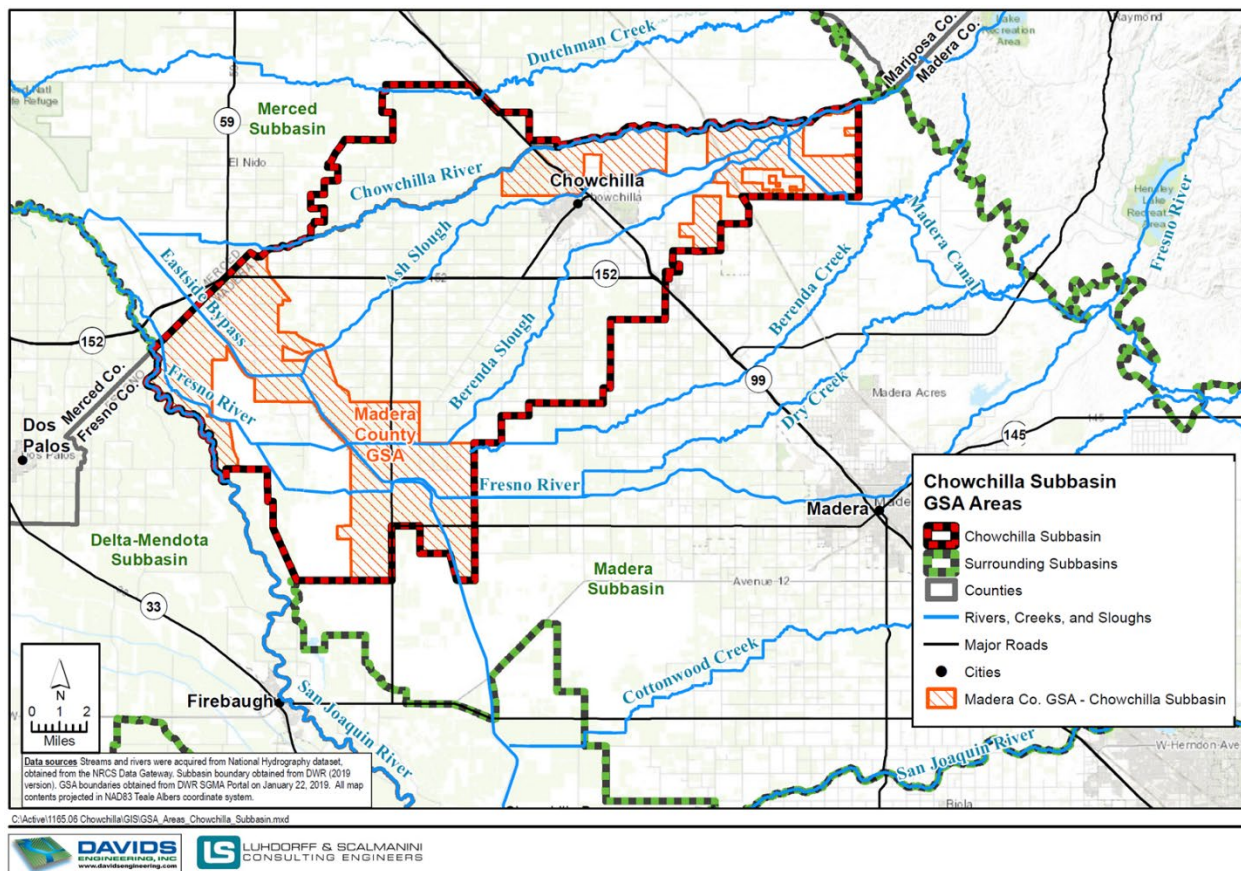 Dutchman Creek
Mariposa Co.
Madera Co.
Lake
Recreation
Area
Raymond
Merced
Subbasin
59
El Nido
Chowchilla River
Chowchilla
Chowchilla
Madera Canal
Hensley
Lake
Fresno River
Ash Slough
Eastside Bypass
152
152
152
Berenda Creek
Berenda Slough
Merced Co.
Fresno Co.
Fresno River
Madera
County
GSA
99
Dry Creek
Madera Acres
145
145
Dos
Palos
Dos Palos
Fresno River
Madera
Delta-Mendota
Subbasin
Madera
Subbasin
Avenue 12
33
Cottonwood Creek
Firebaugh
San Joaquin River
San Joaquin River
W-Herndon-Ave
Biola
N
0 1 2
Miles
Chowchilla Subbasin
GSA Areas
Chowchilla Subbasin
Surrounding Subbasins
Counties
Rivers, Creeks, and Sloughs
Major Roads
Cities
Madera Co. GSA - Chowchilla Subbasin
Data sources Streams and rivers were acquired from National Hydrography dataset,
obtained from the NRCS Data Gateway. Subbasin boundary obtained from DWR (2019
version). GSA boundaries obtained from DWR SGMA Portal on January 22, 2019. All map
contents projected in NAD83 Teale Albers coordinate system.
C:\Active\1165.06 Chowchilla\GIS\GSA_Areas_Chowchilla_Subbasin.mxd
DAVIDS
ENGINEERING, INC
www.davidsengineering.com
LS
LUHDORFF & SCALMANINI
CONSULTING ENGINEERS